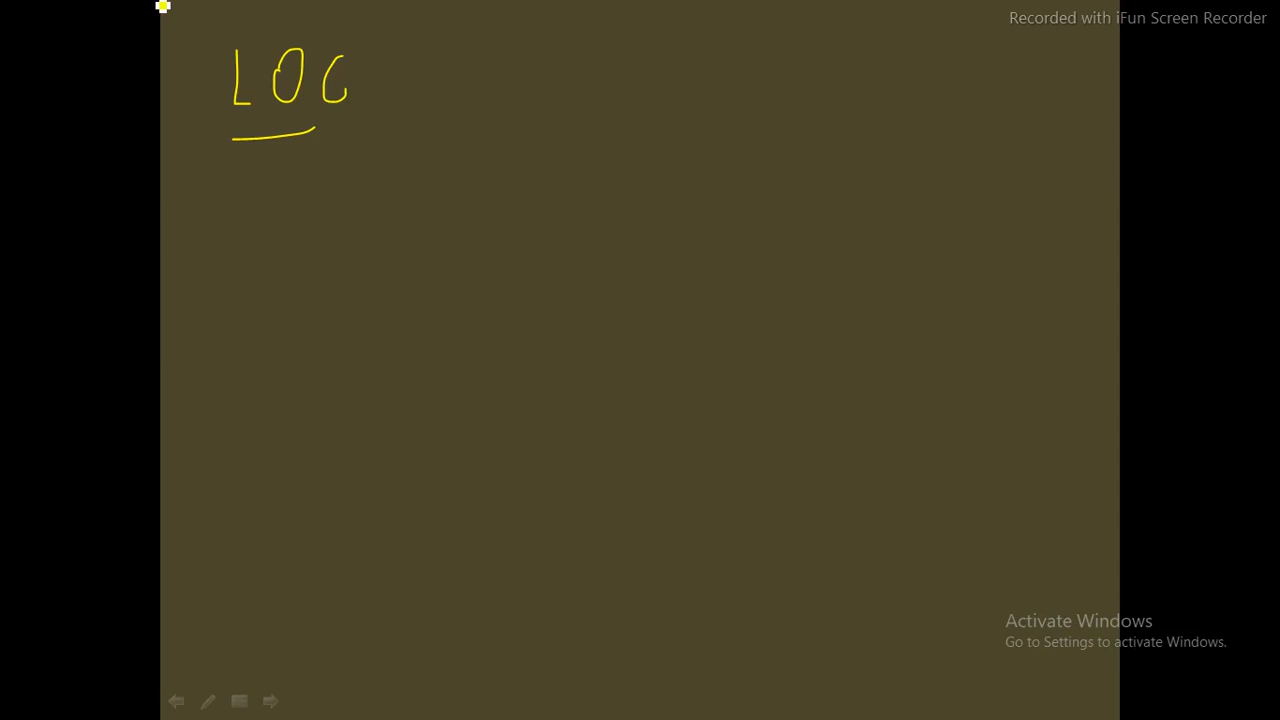 Recorded with iFun Screen Recorder
LOG
Activate Windows
Go to Settings to activate Windows.